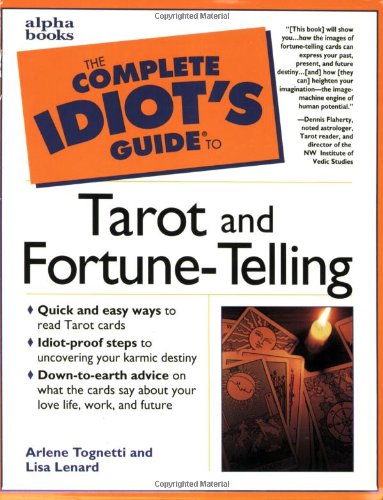 Copyrighted Material
alpha
books
THE
COMPLETE
IDIOT'S
GUIDE® TO
"[This book] will show
you...how the images of
fortune-telling cards can
express your past,
present, and future
destiny...[and] how [they
can] heighten your
imagination—the image-
machine engine of
human potential."
—Dennis Flaherty,
noted astrologer,
Tarot reader, and
director of the
NW Institute of
Vedic Studies
Tarot and
Fortune-Telling
Quick and easy ways to
read Tarot cards
Idiot-proof steps to
uncovering your karmic destiny
Down-to-earth advice on
what the cards say about your
love life, work, and future
Arlene Tognetti and
Lisa Lenard
Copyrighted Material